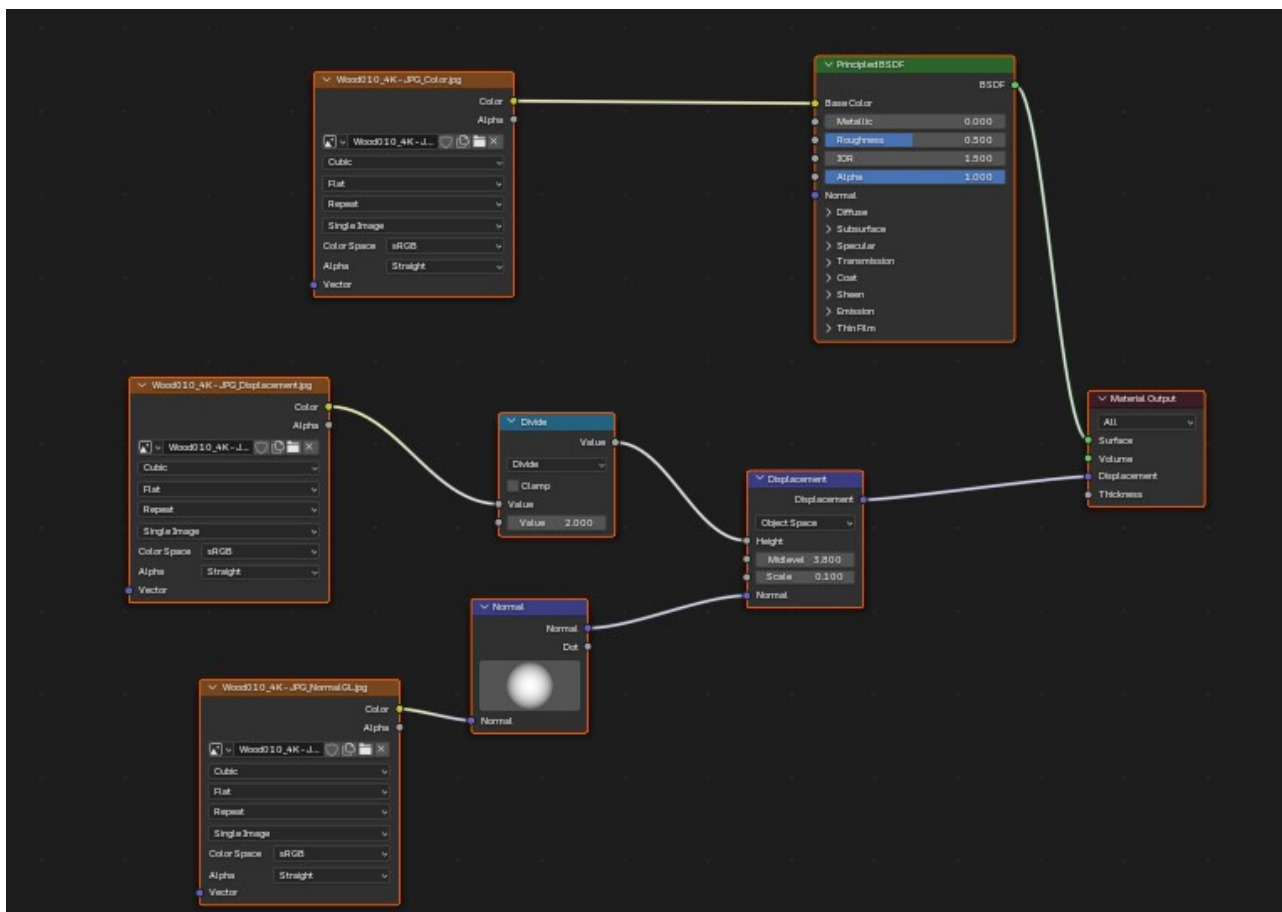 Wood010_4K-JPG_Color.jpg
Color
Alpha
Wood010_4K-J...
Cubic
Flat
Repeat
Single Image
Color Space sRGB
Alpha Straight
Vector
Principled BSDF
BSDF
Base Color
Metallic 0.000
Roughness 0.500
IOR 1.500
Alpha 1.000
Normal
Diffuse
Subsurface
Specular
Transmission
Coat
Sheen
Emission
Thin Film
Wood010_4K-JPG_Displacement.jpg
Color
Alpha
Wood010_4K-J...
Cubic
Flat
Repeat
Single Image
Color Space sRGB
Alpha Straight
Vector
Divide
Value
Divide
Clamp
Value
Value 2.000
Displacement
Displacement
Object Space
Height
Midlevel 3.800
Scale 0.100
Normal
Material Output
All
Surface
Volume
Displacement
Thickness
Normal
Normal
Dot
Normal
Wood010_4K-JPG_NormalGL.jpg
Color
Alpha
Wood010_4K-J...
Cubic
Flat
Repeat
Single Image
Color Space sRGB
Alpha Straight
Vector